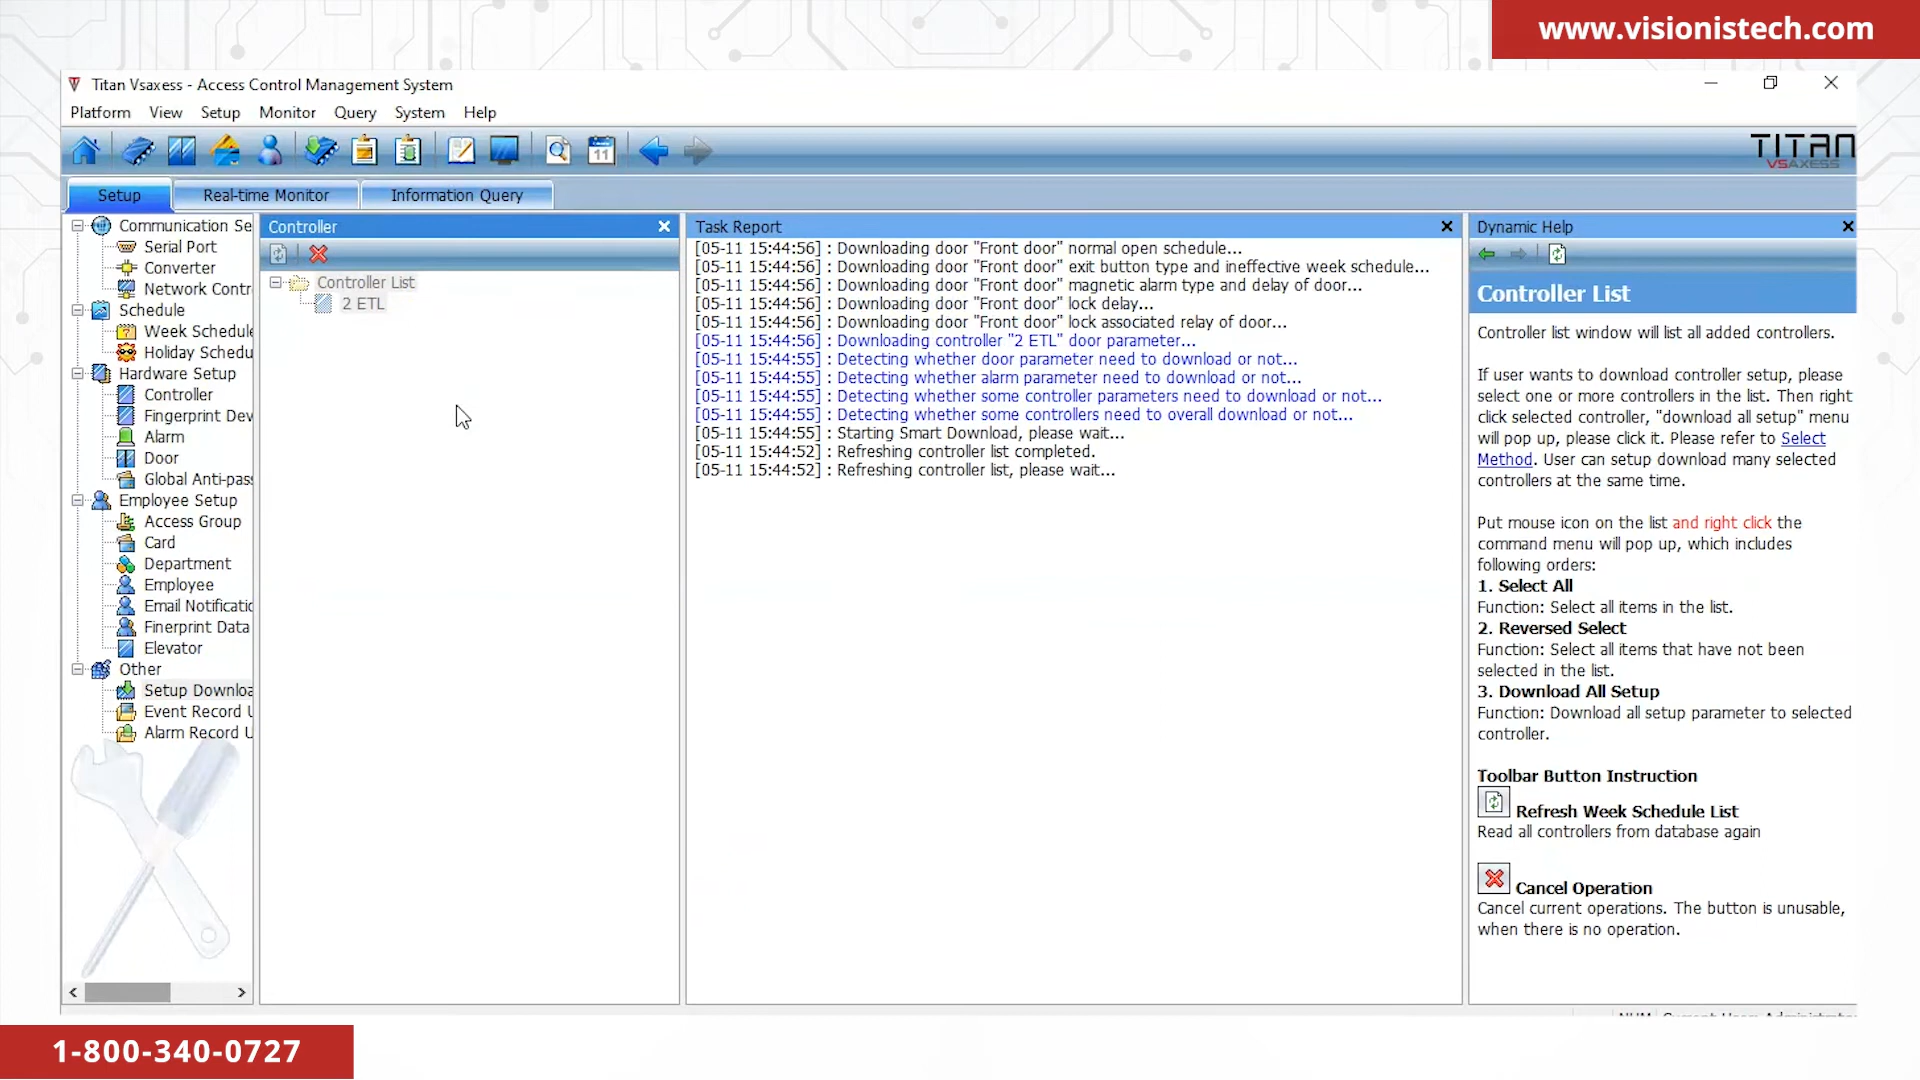 www.visionistech.com
Titan Vsaxess - Access Control Management System
Platform View Setup Monitor Query System Help
11
TITAN
VSAXESS
Setup Real-time Monitor Information Query
Communication Se
Serial Port
Converter
Network Contr
Schedule
Week Schedule
Holiday Schedu
Hardware Setup
Controller
Fingerprint Dev
Alarm
Door
Global Anti-pass
Employee Setup
Access Group
Card
Department
Employee
Email Notificatic
Finerprint Data
Elevator
Other
Setup Downloa
Event Record U
Alarm Record U
Controller
Controller List
2 ETL
Task Report
[05-11 15:44:56] : Downloading door "Front door" normal open schedule...
[05-11 15:44:56] : Downloading door "Front door" exit button type and ineffective week schedule...
[05-11 15:44:56] : Downloading door "Front door" magnetic alarm type and delay of door...
[05-11 15:44:56] : Downloading door "Front door" lock delay...
[05-11 15:44:56] : Downloading door "Front door" lock associated relay of door...
[05-11 15:44:56] : Downloading controller "2 ETL" door parameter...
[05-11 15:44:55] : Detecting whether door parameter need to download or not...
[05-11 15:44:55] : Detecting whether alarm parameter need to download or not...
[05-11 15:44:55] : Detecting whether some controller parameters need to download or not...
[05-11 15:44:55] : Detecting whether some controllers need to overall download or not...
[05-11 15:44:55] : Starting Smart Download, please wait...
[05-11 15:44:52] : Refreshing controller list completed.
[05-11 15:44:52] : Refreshing controller list, please wait...
Dynamic Help
Controller List
Controller list window will list all added controllers.
If user wants to download controller setup, please
select one or more controllers in the list. Then right
click selected controller, "download all setup" menu
will pop up, please click it. Please refer to Select
Method. User can setup download many selected
controllers at the same time.
Put mouse icon on the list and right click the
command menu will pop up, which includes
following orders:
1. Select All
Function: Select all items in the list.
2. Reversed Select
Function: Select all items that have not been
selected in the list.
3. Download All Setup
Function: Download all setup parameter to selected
controller.
Toolbar Button Instruction
Refresh Week Schedule List
Read all controllers from database again
Cancel Operation
Cancel current operations. The button is unusable,
when there is no operation.
1-800-340-0727